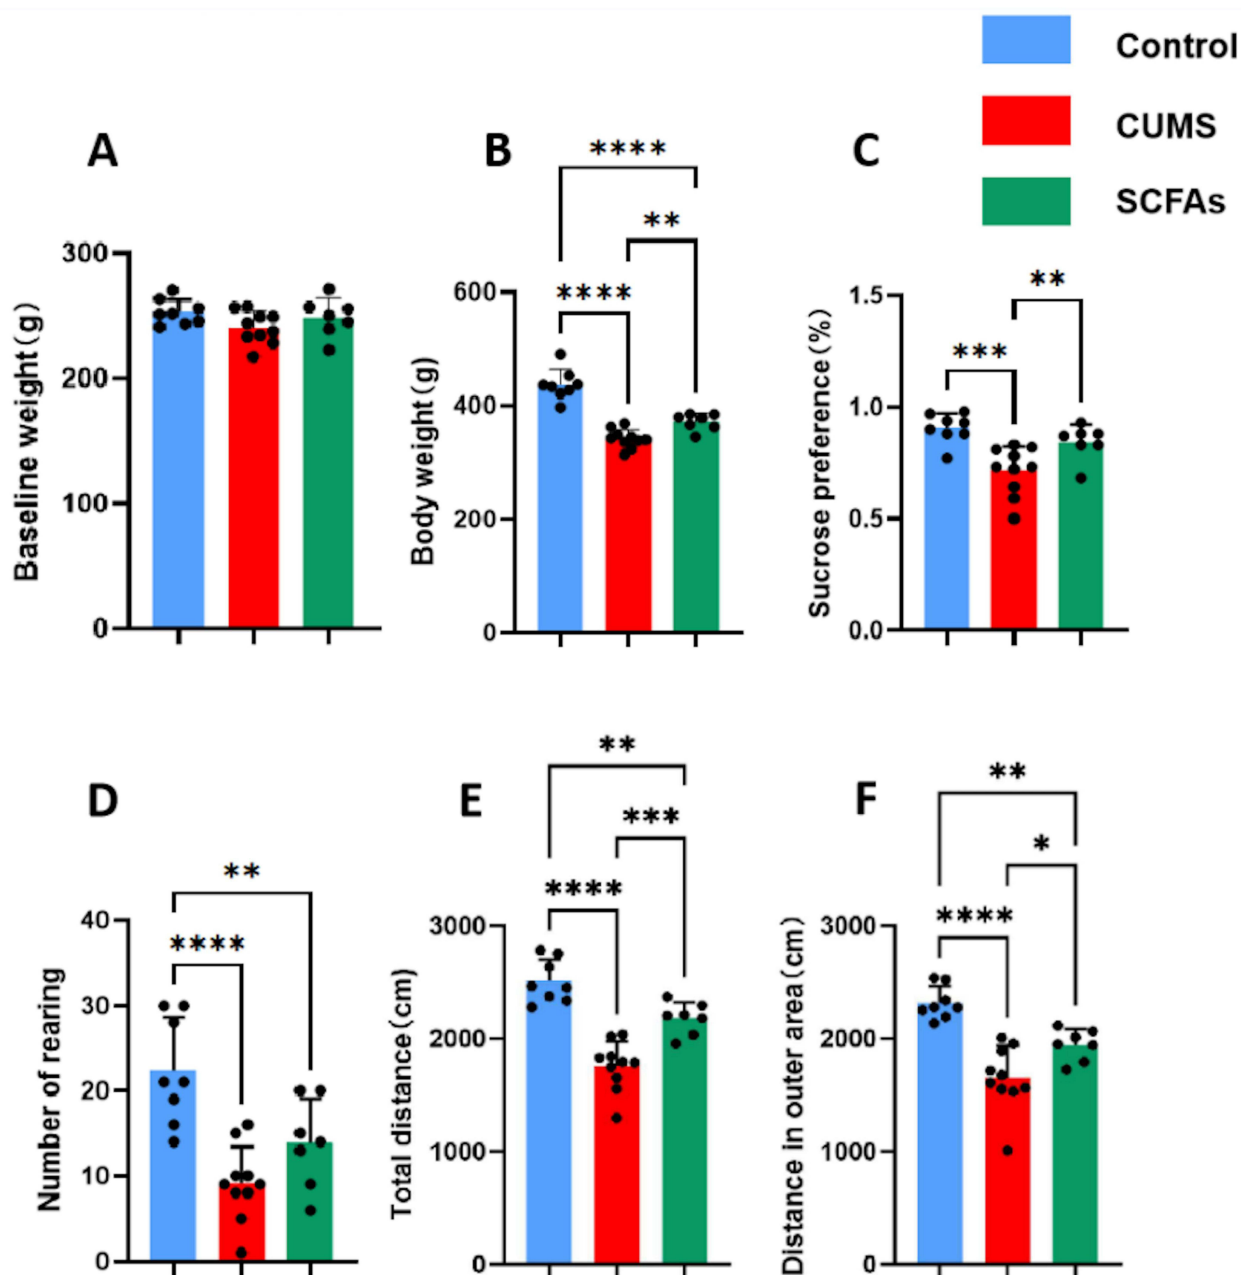 Control
CUMS
SCFAs
A
B
C
****
**
****
**
***
Baseline weight(g)
300
200
100
0
Body weight(g)
600
400
200
0
Sucrose preference(%)
1.5
1.0
0.5
0.0
D
E
F
**
****
Number of rearing
40
30
20
10
0
**
***
****
Total distance(cm)
3000
2000
1000
0
**
*
****
Distance in outer area(cm)
3000
2000
1000
0